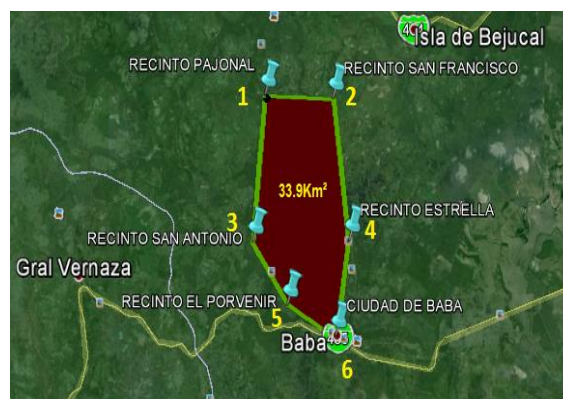 Isla de Bejucal
RECINTO PAJONAL
RECINTO SAN FRANCISCO
1
2
33.9Km²
3
RECINTO ESTRELLA
4
RECINTO SAN ANTONIO
Gral Vernaza
RECINTO EL PORVENIR
CIUDAD DE BABA
5
Baba
6